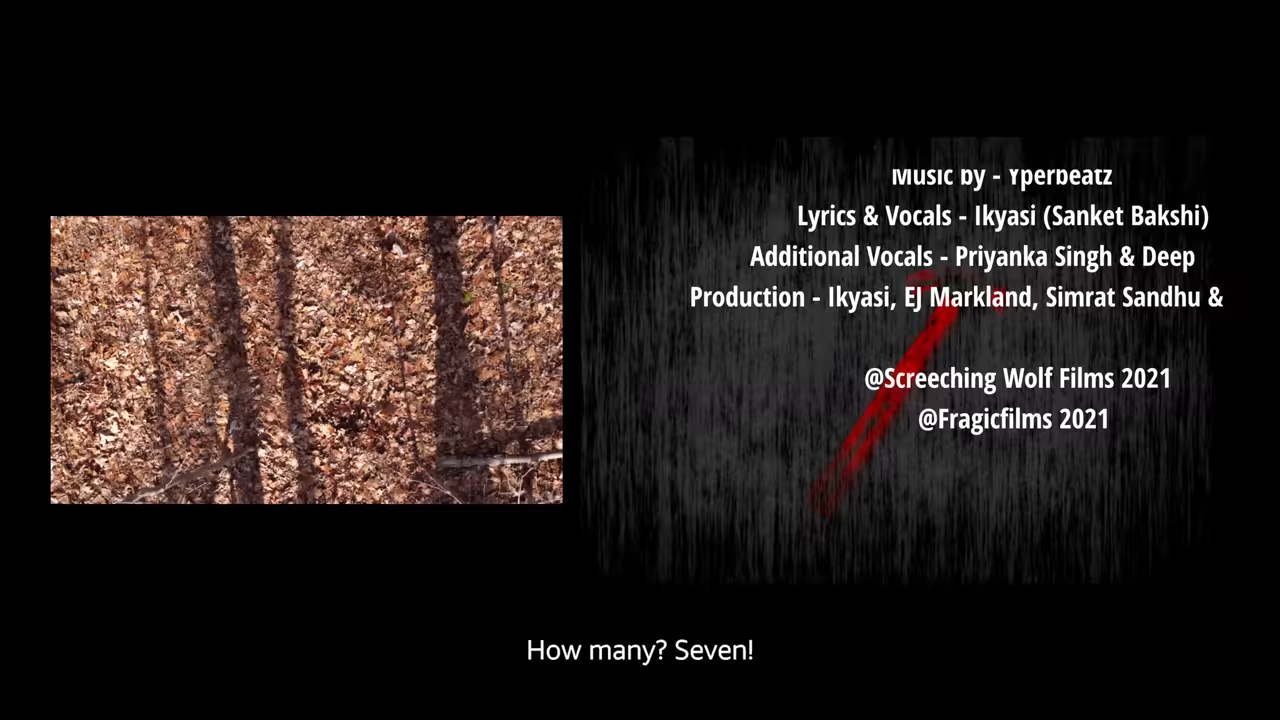 Music by - Yperbeatz
Lyrics & Vocals - Ikyasi (Sanket Bakshi)
Additional Vocals - Priyanka Singh & Deep
Production - Ikyasi, EJ Markland, Simrat Sandhu &
@Screeching Wolf Films 2021
@Fragicfilms 2021
How many? Seven!